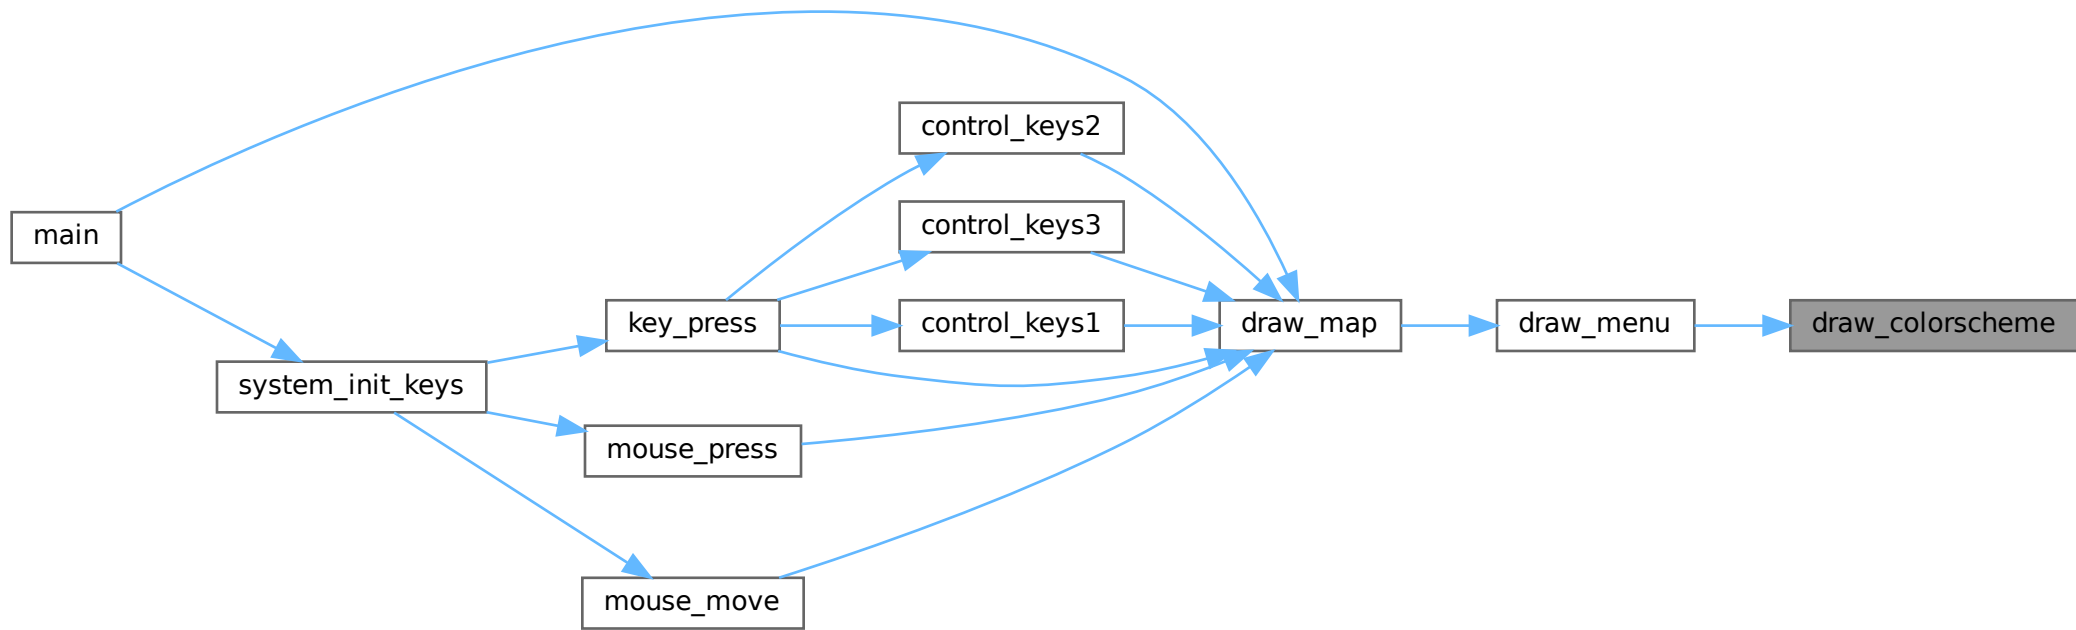 control_keys2
main
control_keys3
key_press
control_keys1
draw_map
draw_menu
draw_colorscheme
system_init_keys
mouse_press
mouse_move